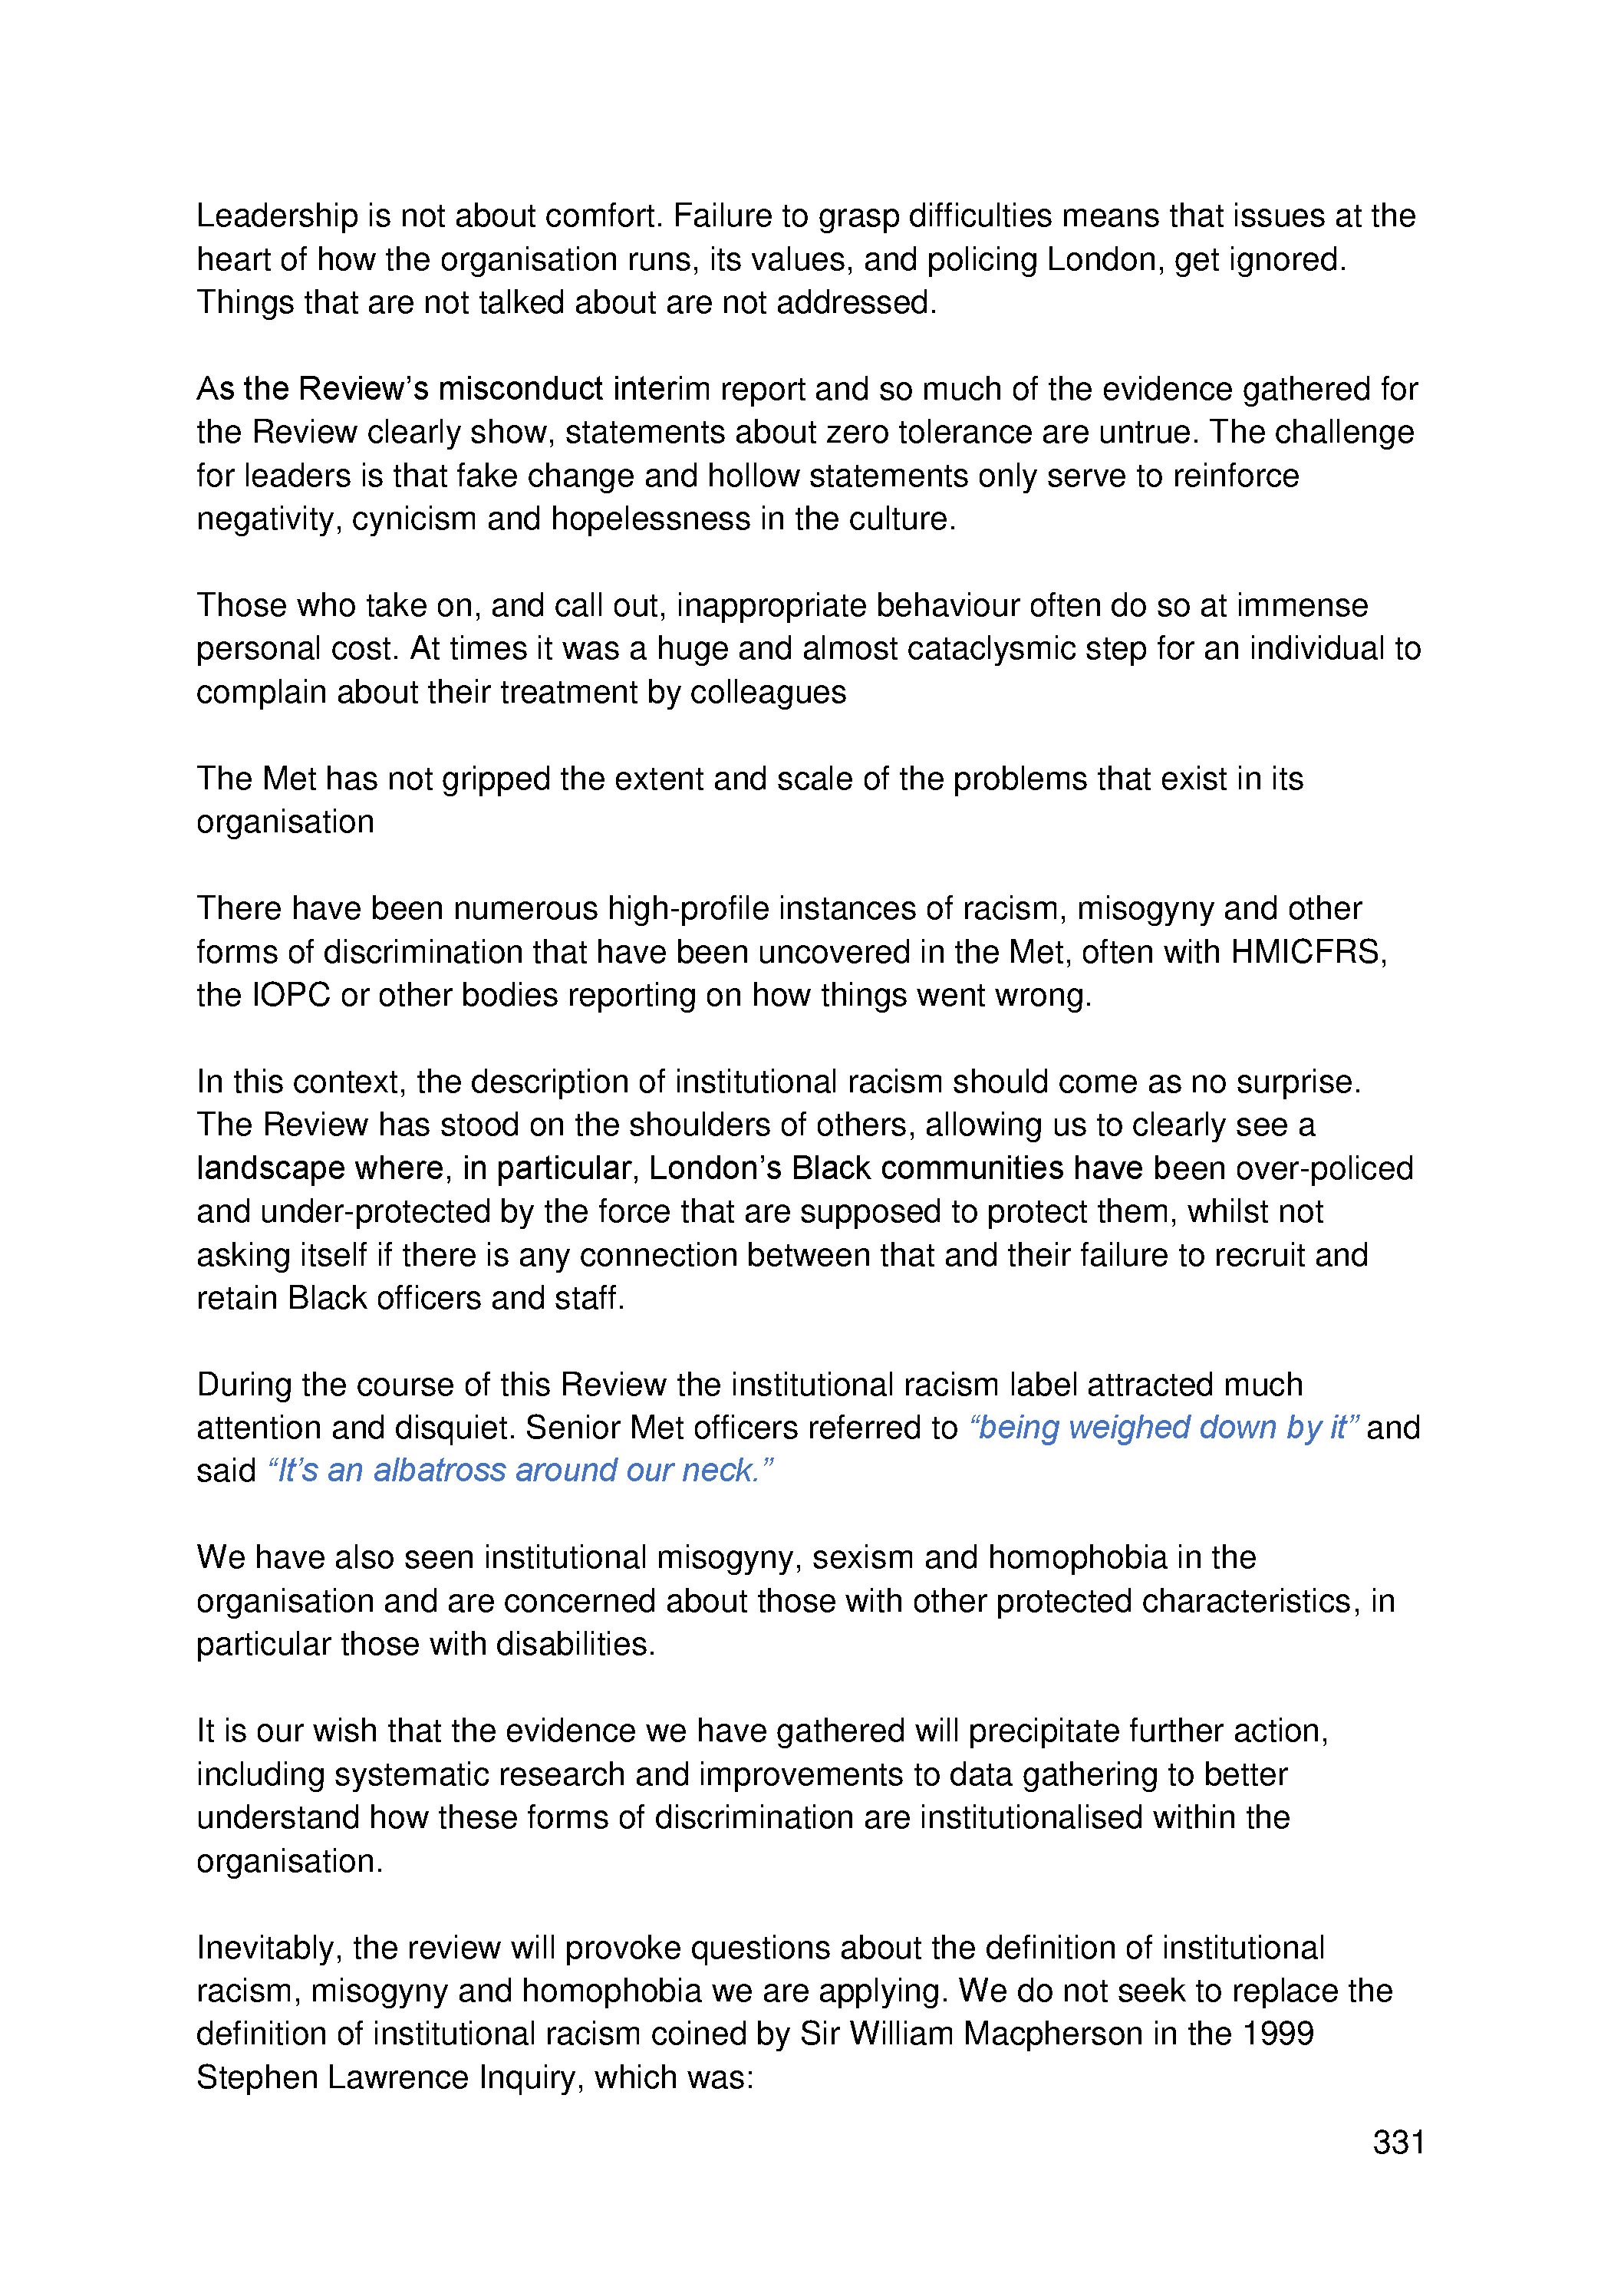 Leadership is not about comfort. Failure to grasp difficulties means that issues at the
heart of how the organisation runs, its values, and policing London, get ignored.
Things that are not talked about are not addressed.
As the Review’s misconduct interim report and so much of the evidence gathered for
the Review clearly show, statements about zero tolerance are untrue. The challenge
for leaders is that fake change and hollow statements only serve to reinforce
negativity, cynicism and hopelessness in the culture.
Those who take on, and call out, inappropriate behaviour often do so at immense
personal cost. At times it was a huge and almost cataclysmic step for an individual to
complain about their treatment by colleagues
The Met has not gripped the extent and scale of the problems that exist in its
organisation
There have been numerous high-profile instances of racism, misogyny and other
forms of discrimination that have been uncovered in the Met, often with HMICFRS,
the IOPC or other bodies reporting on how things went wrong.
In this context, the description of institutional racism should come as no surprise.
The Review has stood on the shoulders of others, allowing us to clearly see a
landscape where, in particular, London’s Black communities have been over-policed
and under-protected by the force that are supposed to protect them, whilst not
asking itself if there is any connection between that and their failure to recruit and
retain Black officers and staff.
During the course of this Review the institutional racism label attracted much
attention and disquiet. Senior Met officers referred to “being weighed down by it” and
said “It’s an albatross around our neck.”
We have also seen institutional misogyny, sexism and homophobia in the
organisation and are concerned about those with other protected characteristics, in
particular those with disabilities.
It is our wish that the evidence we have gathered will precipitate further action,
including systematic research and improvements to data gathering to better
understand how these forms of discrimination are institutionalised within the
organisation.
Inevitably, the review will provoke questions about the definition of institutional
racism, misogyny and homophobia we are applying. We do not seek to replace the
definition of institutional racism coined by Sir William Macpherson in the 1999
Stephen Lawrence Inquiry, which was:
331